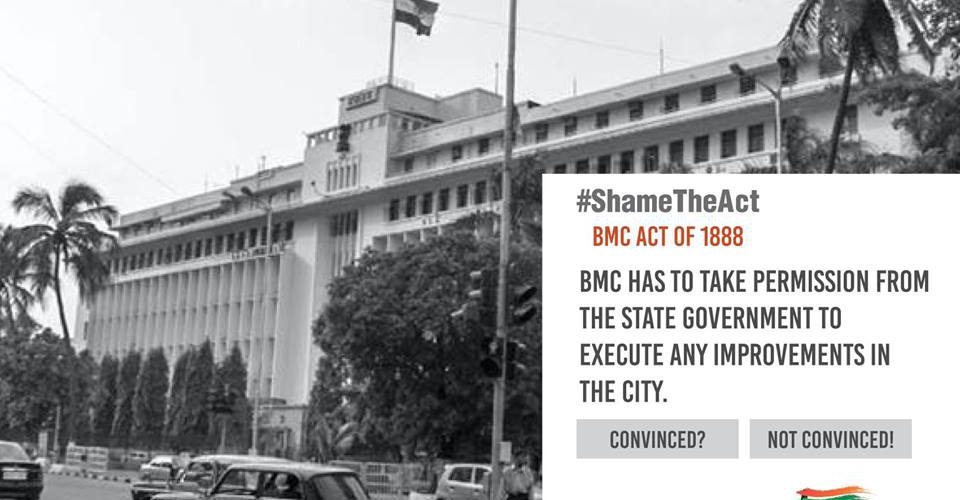 #ShameTheAct
BMC ACT OF 1888
BMC HAS TO TAKE PERMISSION FROM
THE STATE GOVERNMENT TO
EXECUTE ANY IMPROVEMENTS IN
THE CITY.
CONVINCED?
NOT CONVINCED!